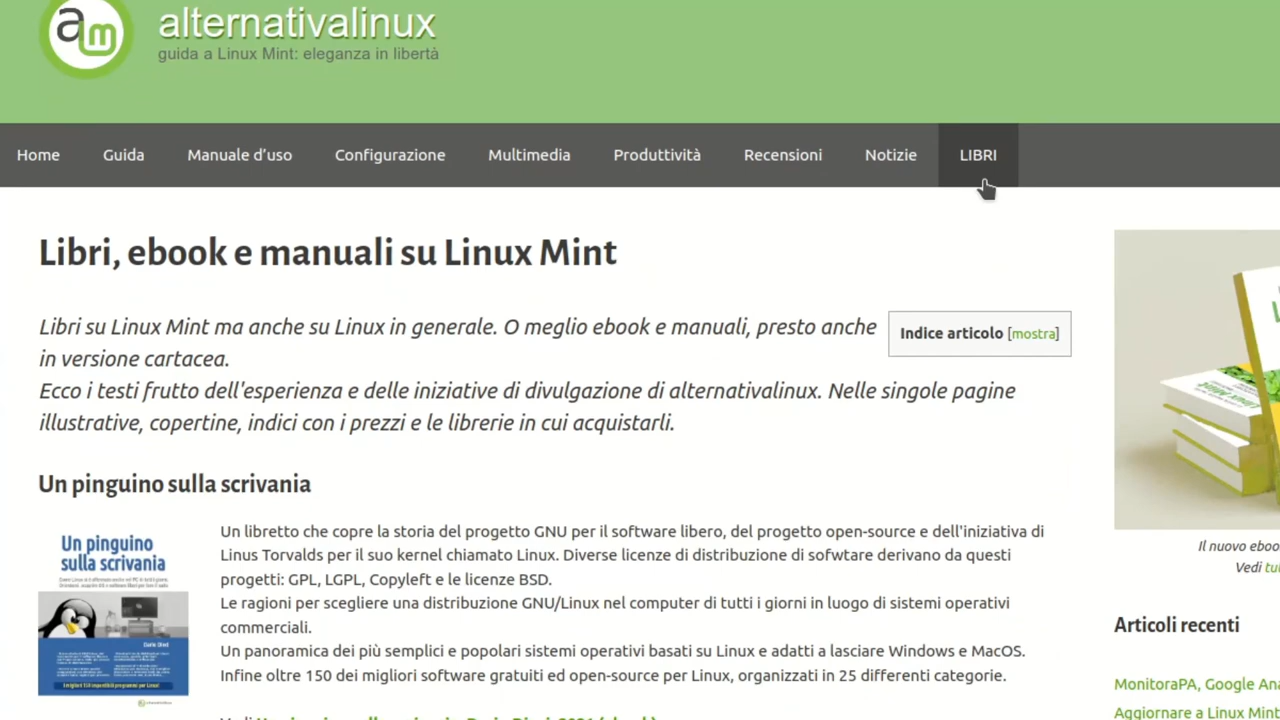 alternativalinux
guida a Linux Mint: eleganza in libertà
Home Guida Manuale d'uso Configurazione Multimedia Produttività Recensioni Notizie LIBRI
Libri, ebook e manuali su Linux Mint
Libri su Linux Mint ma anche su Linux in generale. O meglio ebook e manuali, presto anche
in versione cartacea.
Indice articolo [mostra]
Ecco i testi frutto dell'esperienza e delle iniziative di divulgazione di alternativalinux. Nelle singole pagine
illustrative, copertine, indici con i prezzi e le librerie in cui acquistarli.
Un pinguino sulla scrivania
Un pinguino
sulla scrivania
Un libretto che copre la storia del progetto GNU per il software libero, del progetto open-source e dell'iniziativa di
Linus Torvalds per il suo kernel chiamato Linux. Diverse licenze di distribuzione di sofwtare derivano da questi
progetti: GPL, LGPL, Copyleft e le licenze BSD.
Le ragioni per scegliere una distribuzione GNU/Linux nel computer di tutti i giorni in luogo di sistemi operativi
commerciali.
Un panoramica dei più semplici e popolari sistemi operativi basati su Linux e adatti a lasciare Windows e MacOS.
Infine oltre 150 dei migliori software gratuiti ed open-source per Linux, organizzati in 25 differenti categorie.
Il nuovo eboo
Vedi tu
Articoli recenti
MonitoraPA, Google Ana
Aggiornare a Linux Mint